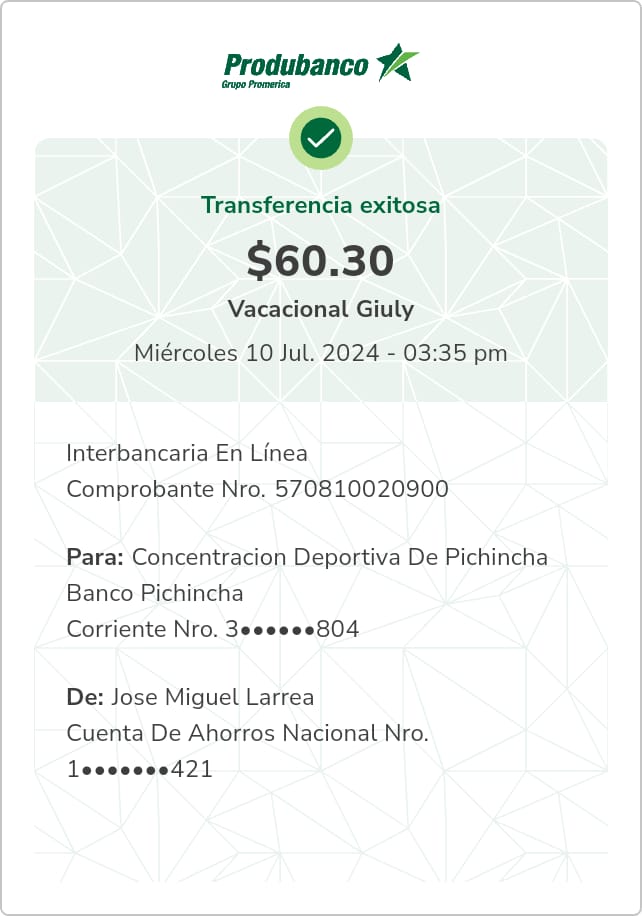 Produbanco
Grupo Promerica
Transferencia exitosa
$60.30
Vacacional Giuly
Miércoles 10 Jul. 2024 - 03:35 pm
Interbancaria En Línea
Comprobante Nro. 570810020900
Para: Concentracion Deportiva De Pichincha
Banco Pichincha
Corriente Nro. 3●●●●●●804
De: Jose Miguel Larrea
Cuenta De Ahorros Nacional Nro.
1●●●●●●●421